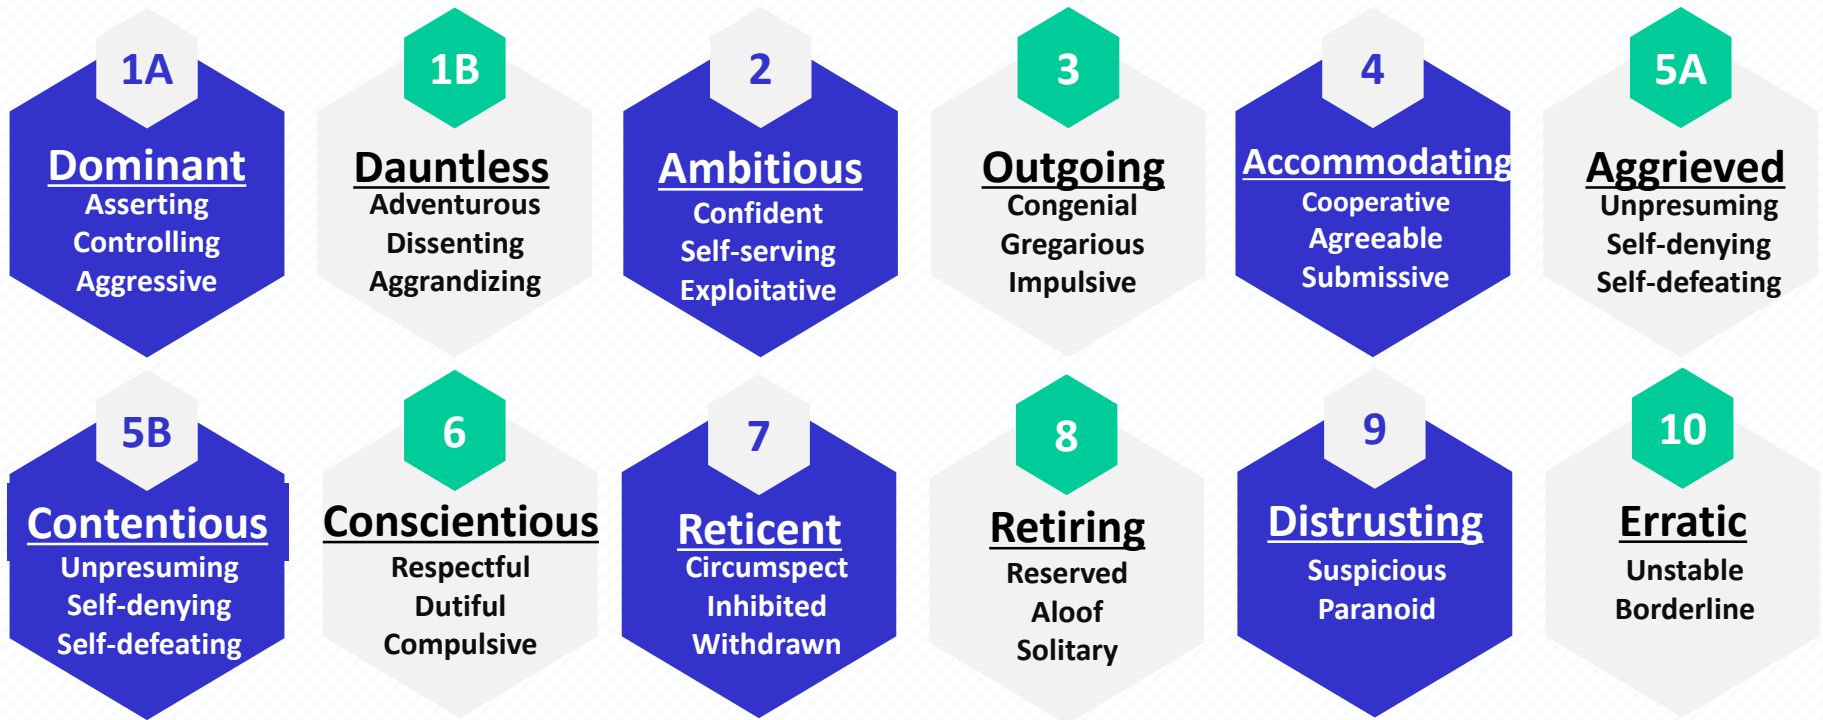 1A
Dominant
Asserting
Controlling
Aggressive
1B
Dauntless
Adventurous
Dissenting
Aggrandizing
2
Ambitious
Confident
Self-serving
Exploitative
3
Outgoing
Congenial
Gregarious
Impulsive
4
Accommodating
Cooperative
Agreeable
Submissive
5A
Aggrieved
Unpresuming
Self-denying
Self-defeating
5B
Contentious
Unpresuming
Self-denying
Self-defeating
6
Conscientious
Respectful
Dutiful
Compulsive
7
Reticent
Circumspect
Inhibited
Withdrawn
8
Retiring
Reserved
Aloof
Solitary
9
Distrusting
Suspicious
Paranoid
10
Erratic
Unstable
Borderline